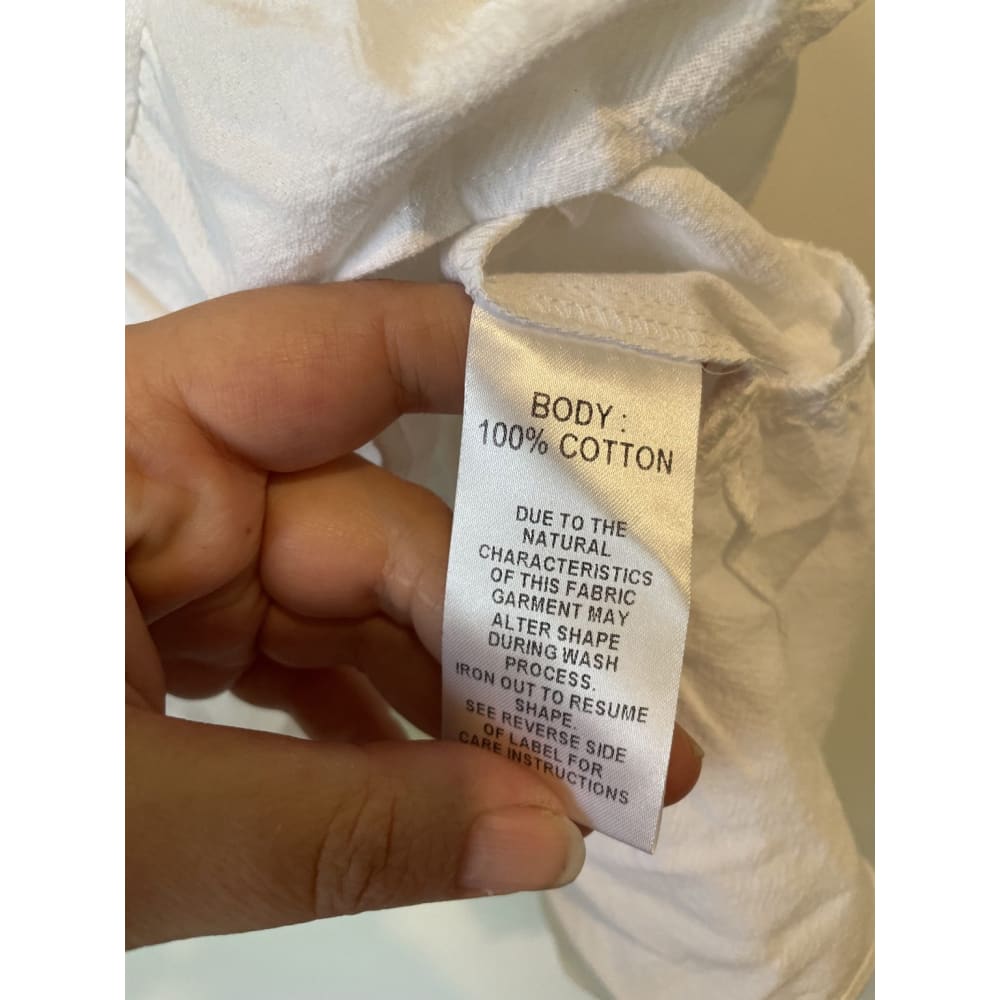 BODY :
100% COTTON
DUE TO THE
NATURAL
CHARACTERISTICS
OF THIS FABRIC
GARMENT MAY
ALTER SHAPE
DURING WASH
PROCESS.
IRON OUT TO RESUME
SHAPE.
SEE REVERSE SIDE
OF LABEL FOR
CARE INSTRUCTIONS